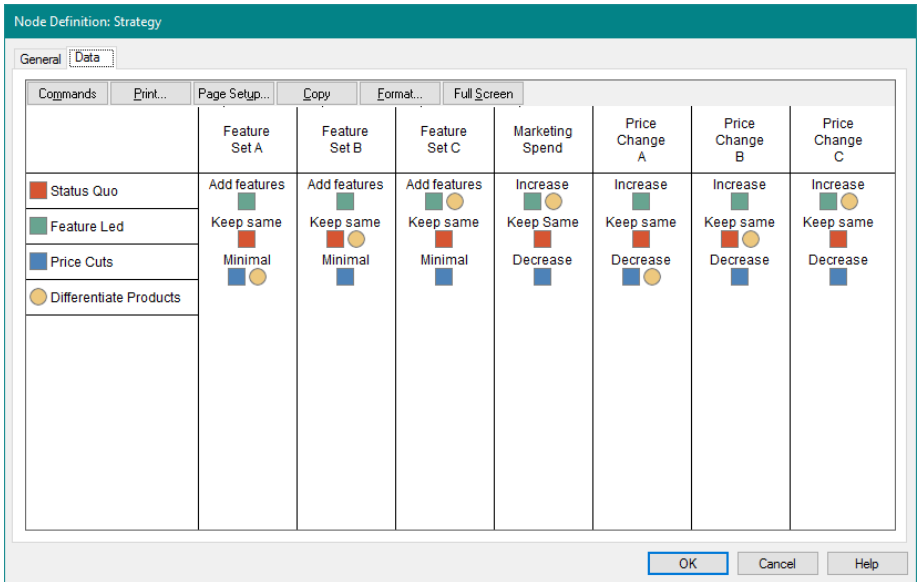 Node Definition: Strategy
General Data
Commands Print... Page Setup... Copy Format... Full Screen
Feature Set A
Feature Set B
Feature Set C
Marketing Spend
Price Change A
Price Change B
Price Change C
Status Quo
Feature Led
Price Cuts
Differentiate Products
Add features Add features Add features Increase Increase Increase Increase
Keep same Keep same Keep same Keep Same Keep same Keep same Keep same
Minimal Minimal Minimal Decrease Decrease Decrease Decrease
OK Cancel Help